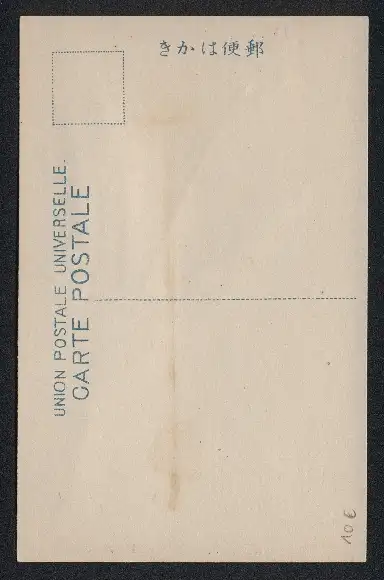 きかは便郵
UNION POSTALE UNIVERSELLE.
CARTE POSTALE
10 €